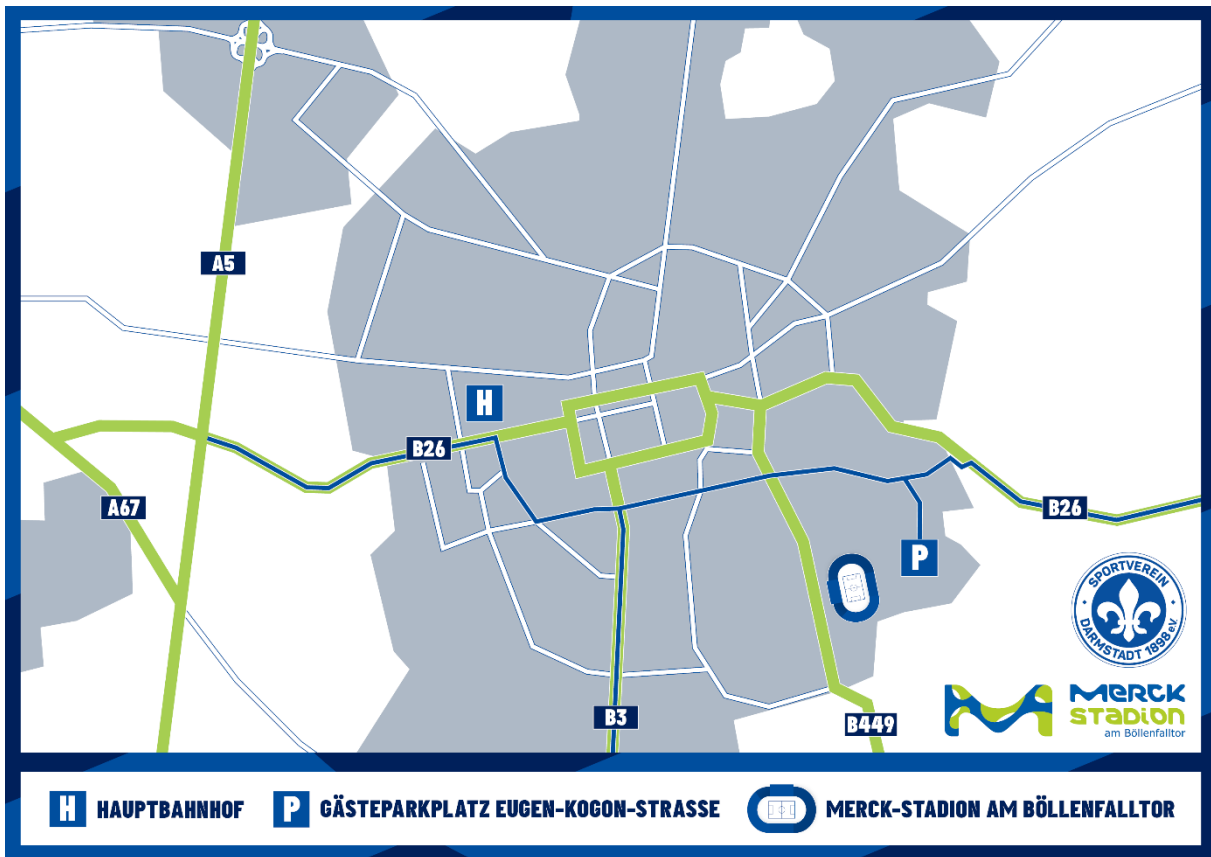 A5
H
B26
A67
B26
P
SPORTVEREIN
DARMSTADT 1898 e.V.
B3
B449
MERCK
STADION
am Böllenfalltor
H HAUPTBAHNHOF
P GÄSTEPARKPLATZ EUGEN-KOGON-STRASSE
MERCK-STADION AM BÖLLENFALLTOR